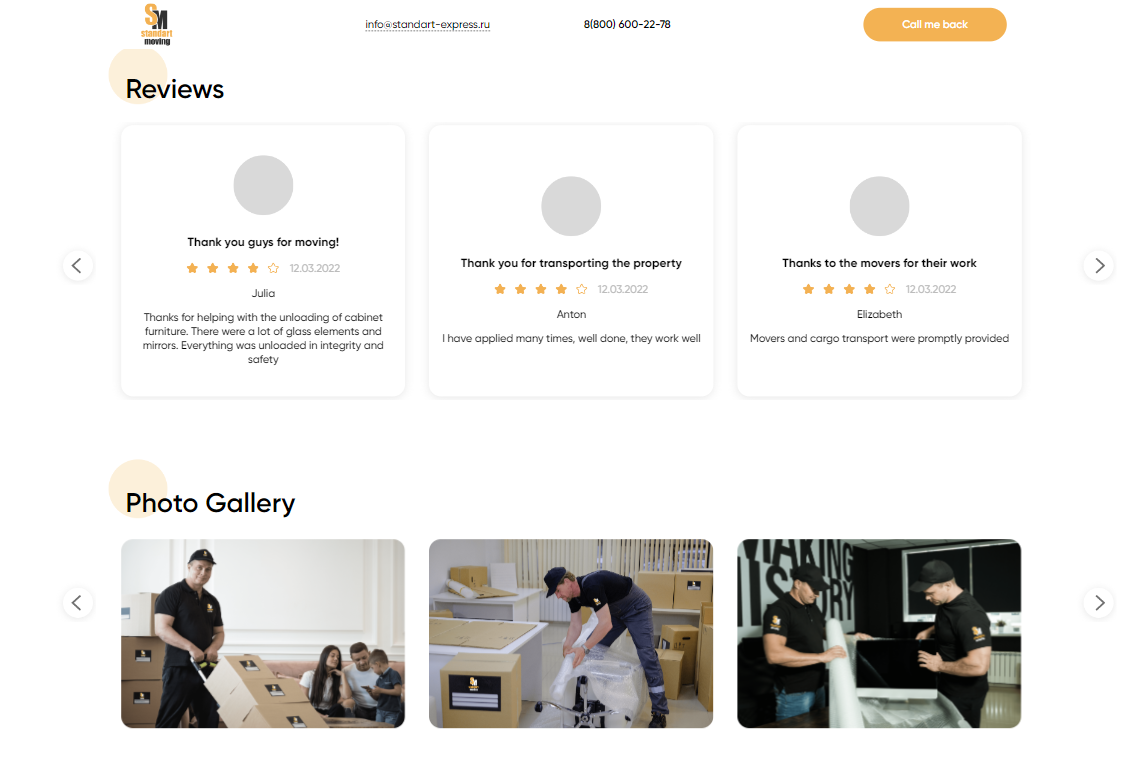 SM
standart
moving
info@standart-express.ru
8(800) 600-22-78
Call me back
Reviews
Thank you guys for moving!
12.03.2022
Julia
Thanks for helping with the unloading of cabinet
furniture. There were a lot of glass elements and
mirrors. Everything was unloaded in integrity and
safety
Thank you for transporting the property
12.03.2022
Anton
I have applied many times, well done, they work well
Thanks to the movers for their work
12.03.2022
Elizabeth
Movers and cargo transport were promptly provided
Photo Gallery
SM
MAKING